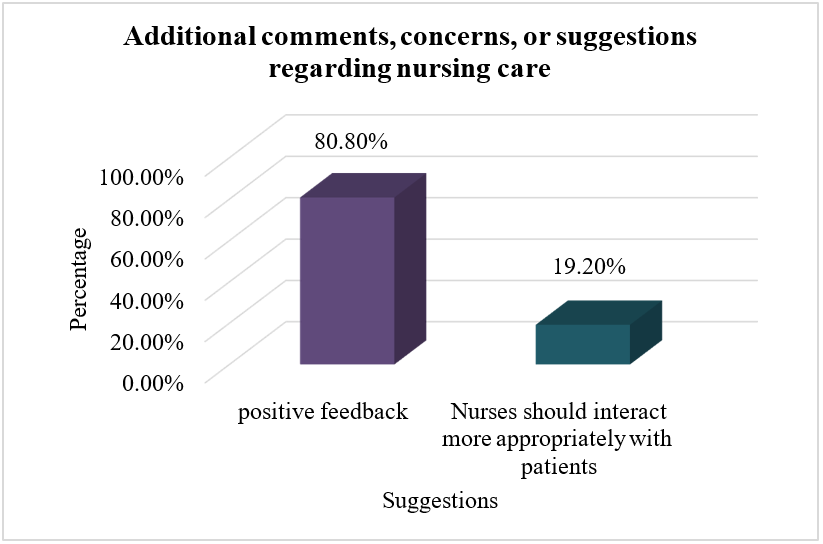 Additional comments, concerns, or suggestions
regarding nursing care
80.80%
19.20%
100.00%
80.00%
60.00%
40.00%
20.00%
0.00%
Percentage
positive feedback
Nurses should interact
more appropriately with
patients
Suggestions